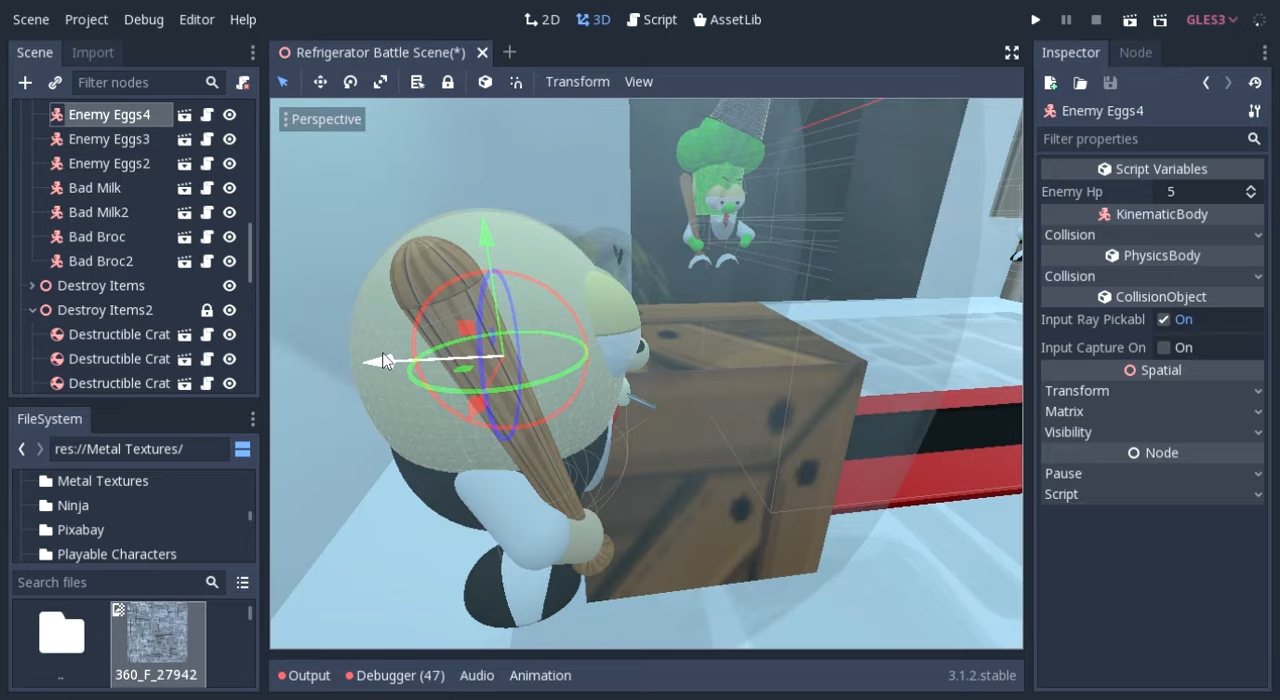 Scene Project Debug Editor Help 2D 3D Script AssetLib GLES3
Scene Import Refrigerator Battle Scene(*) Inspector Node
Filter nodes Transform View
Perspective
Enemy Eggs4
Enemy Eggs3
Enemy Eggs2
Bad Milk
Bad Milk2
Bad Broc
Bad Broc2
Destroy Items
Destroy Items2
Destructible Crat
Destructible Crat
Destructible Crat
FileSystem
res://Metal Textures/
Metal Textures
Ninja
Pixabay
Playable Characters
Search files
..
360_F_27942
Output Debugger (47) Audio Animation 3.1.2.stable
Enemy Eggs4
Filter properties
Script Variables
Enemy Hp 5
KinematicBody
Collision
PhysicsBody
Collision
CollisionObject
Input Ray Pickabl On
Input Capture On On
Spatial
Transform
Matrix
Visibility
Node
Pause
Script